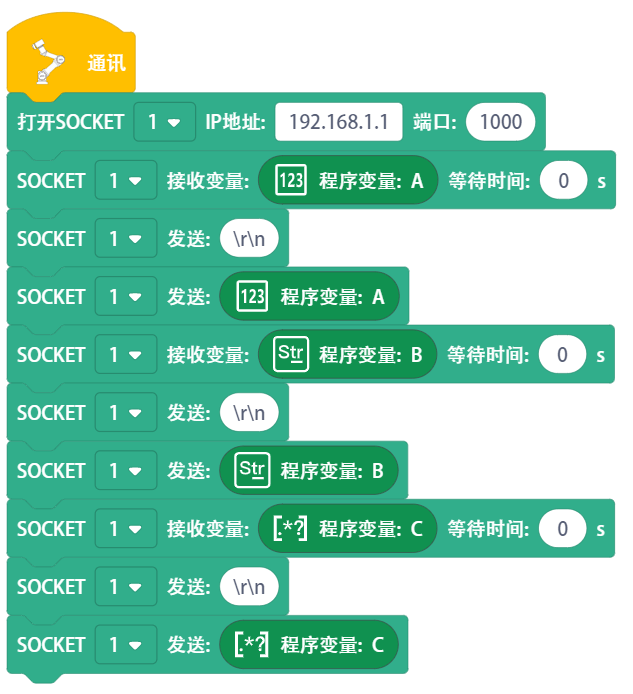 通讯
打开SOCKET 1 IP地址: 192.168.1.1 端口: 1000
SOCKET 1 接收变量: 123 程序变量: A 等待时间: 0 s
SOCKET 1 发送: \r\n
SOCKET 1 发送: 123 程序变量: A
SOCKET 1 接收变量: Str 程序变量: B 等待时间: 0 s
SOCKET 1 发送: \r\n
SOCKET 1 发送: Str 程序变量: B
SOCKET 1 接收变量: [.*?] 程序变量: C 等待时间: 0 s
SOCKET 1 发送: \r\n
SOCKET 1 发送: [.*?] 程序变量: C